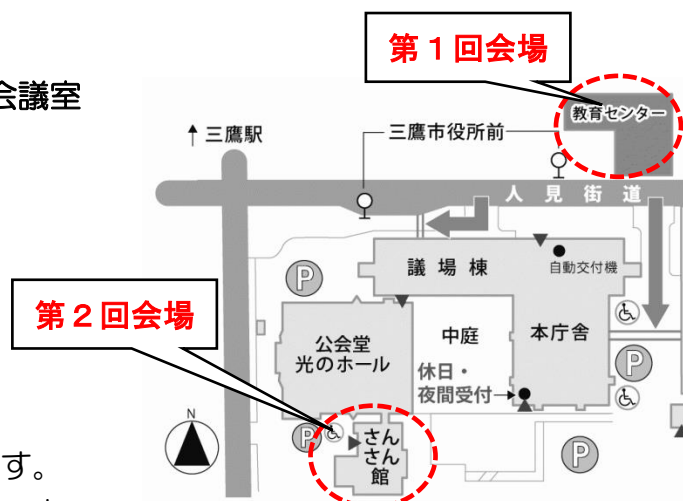 第１回会場
会議室
教育センター
↑三鷹駅
三鷹市役所前
人見街道
議場棟
自動交付機
P
第２回会場
公会堂
光のホール
中庭
本庁舎
P
休日・
夜間受付
N
P
さん
さん
館
P
す。